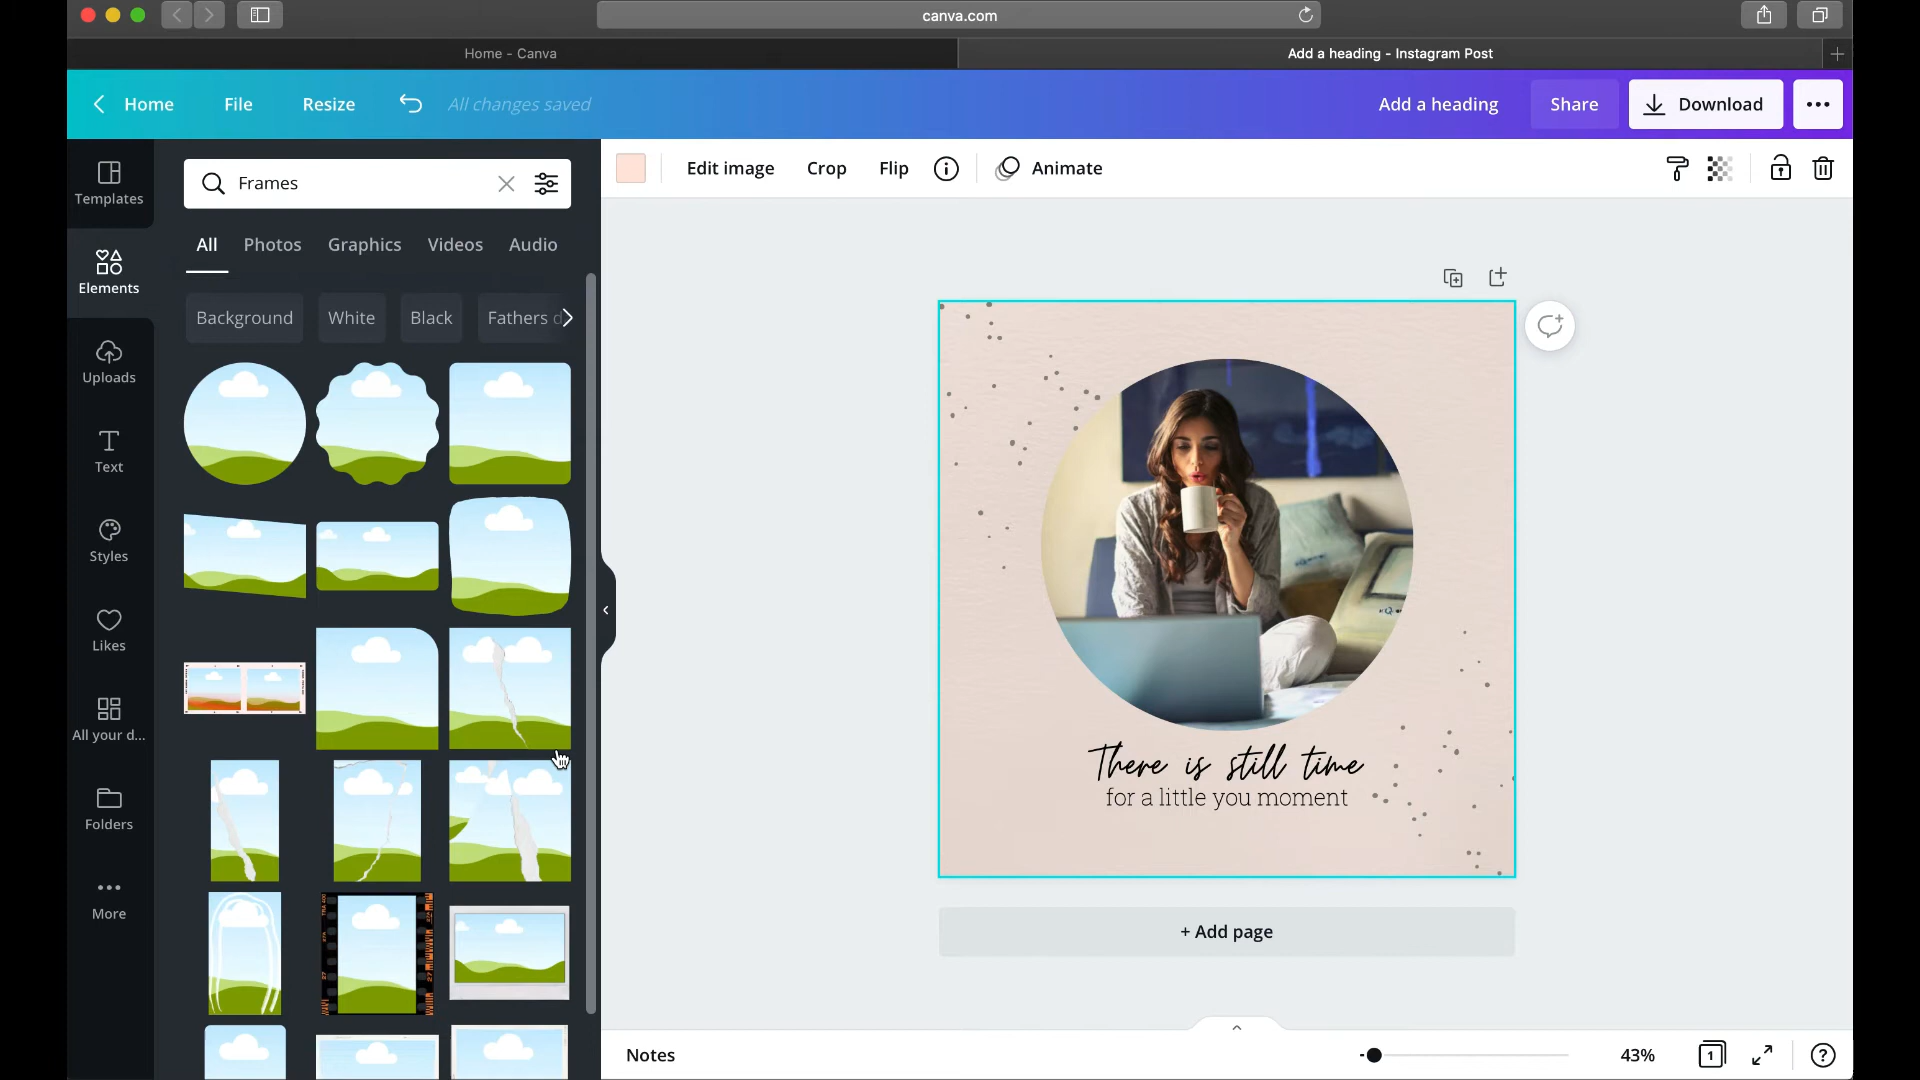 canva.com
Home - Canva
Add a heading - Instagram Post
Home
File
Resize
All changes saved
Add a heading
Share
Download
Templates
Elements
Uploads
Text
Styles
Likes
All your d...
Folders
More
Frames
All
Photos
Graphics
Videos
Audio
Background
White
Black
Fathers d
Edit image
Crop
Flip
Animate
There is still time
for a little you moment
+ Add page
Notes
43%
1